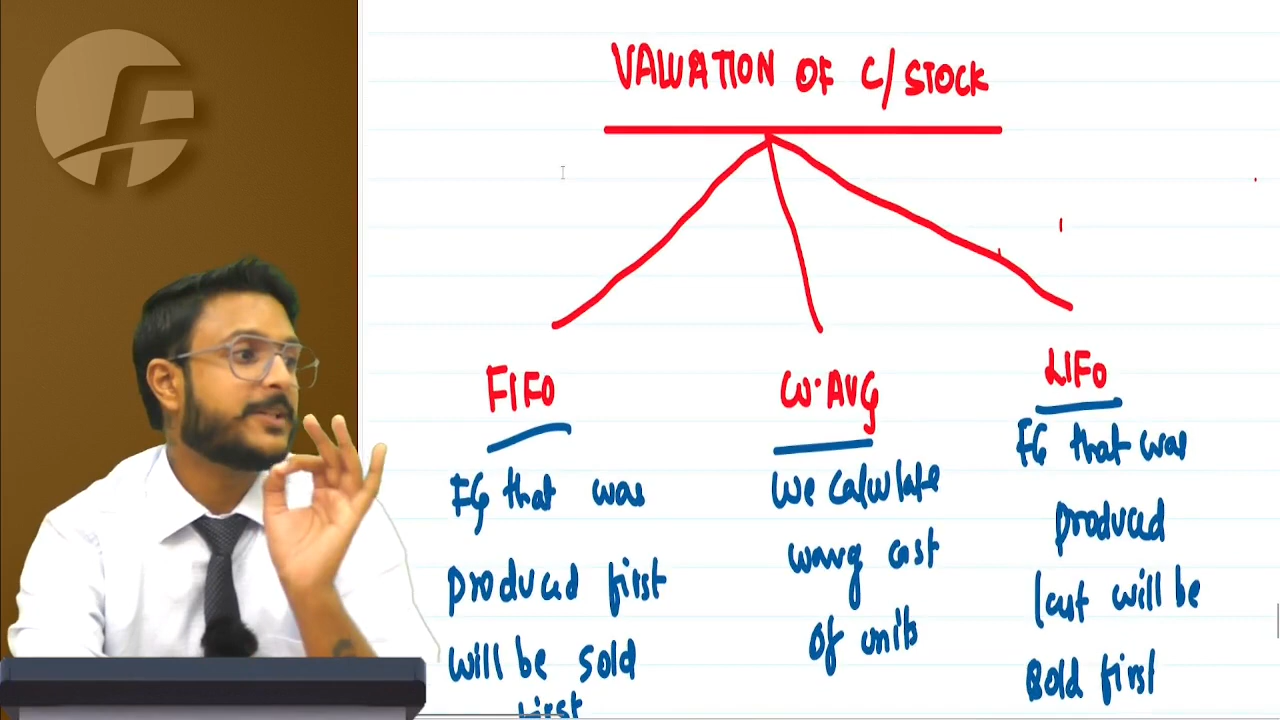 VALUATION OF C/STOCK
FIFO
FG that was
produced first
will be sold
first
W.AVG
We calculate
wavg cost
of units
LIFO
FG that was
produced
last will be
sold first